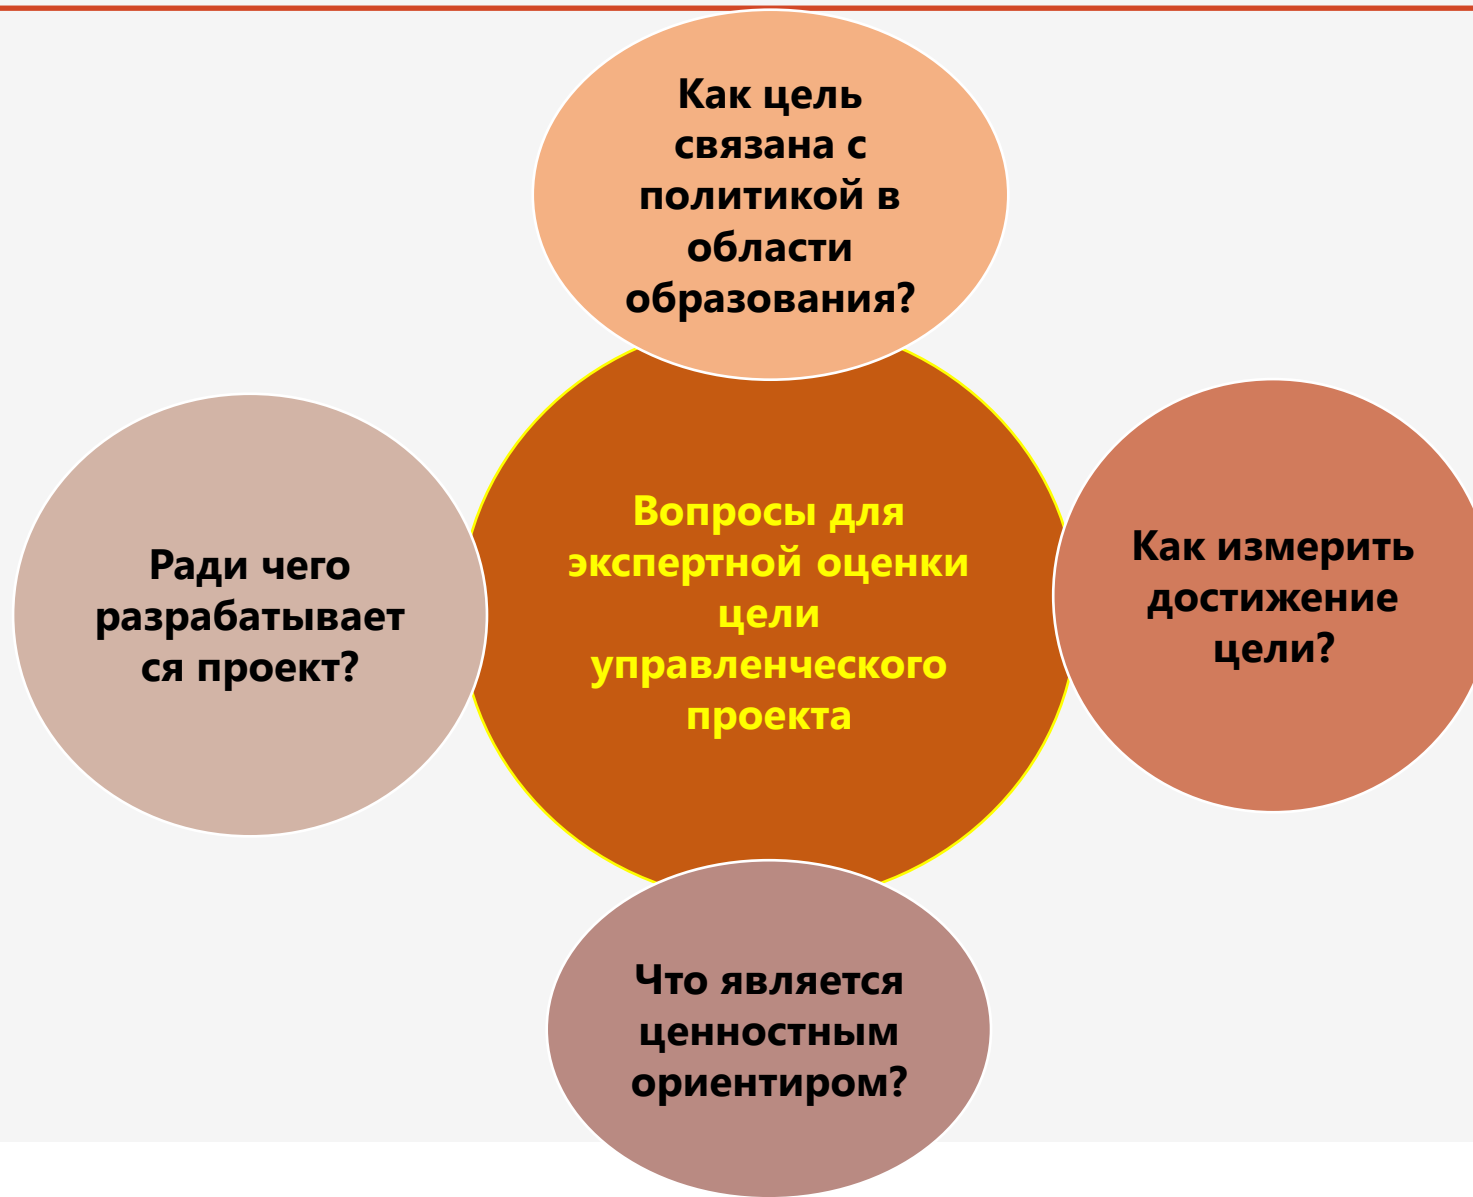 Как цель
связана с
политикой в
области
образования?
Ради чего
разрабатывает
ся проект?
Вопросы для
экспертной оценки
цели
управленческого
проекта
Как измерить
достижение
цели?
Что является
ценностным
ориентиром?